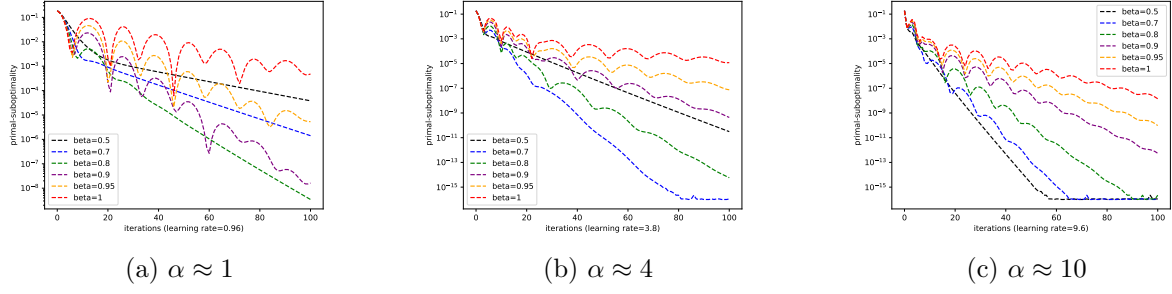 primal-suboptimality
10⁻¹
10⁻²
10⁻³
10⁻⁴
10⁻⁵
10⁻⁶
10⁻⁷
10⁻⁸
beta=0.5
beta=0.7
beta=0.8
beta=0.9
beta=0.95
beta=1
0 20 40 60 80 100
iterations (learning rate=0.96)
(a) α ≈ 1
primal-suboptimality
10⁻¹
10⁻³
10⁻⁵
10⁻⁷
10⁻⁹
10⁻¹¹
10⁻¹³
10⁻¹⁵
beta=0.5
beta=0.7
beta=0.8
beta=0.9
beta=0.95
beta=1
0 20 40 60 80 100
iterations (learning rate=3.8)
(b) α ≈ 4
primal-suboptimality
10⁻¹
10⁻³
10⁻⁵
10⁻⁷
10⁻⁹
10⁻¹¹
10⁻¹³
10⁻¹⁵
beta=0.5
beta=0.7
beta=0.8
beta=0.9
beta=0.95
beta=1
0 20 40 60 80 100
iterations (learning rate=9.6)
(c) α ≈ 10